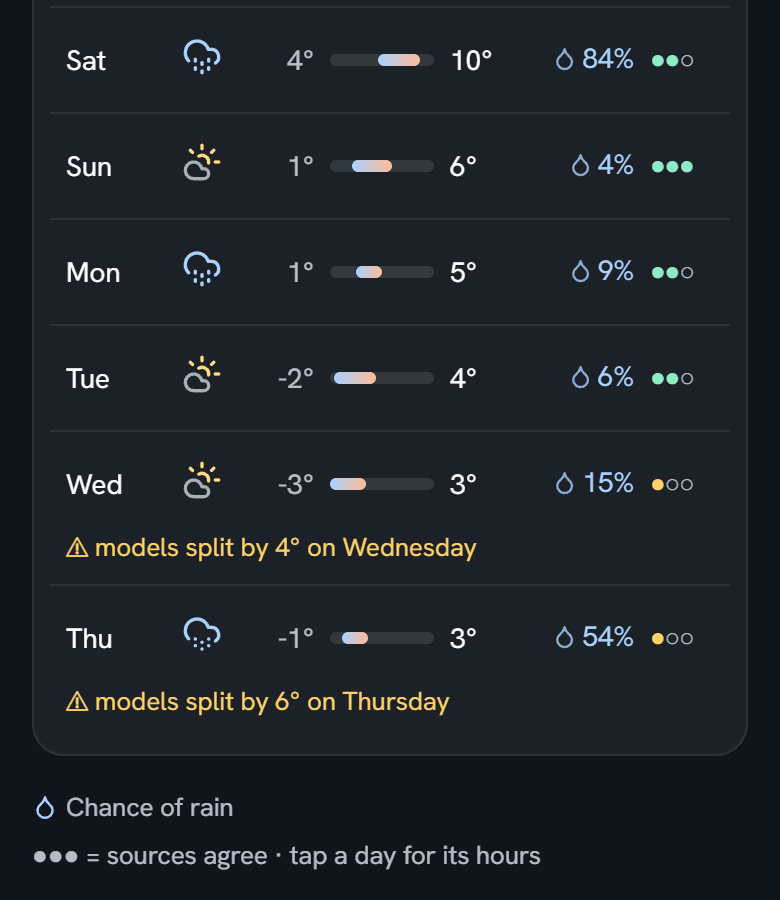 Sat 4° 10° 84%
Sun 1° 6° 4%
Mon 1° 5° 9%
Tue -2° 4° 6%
Wed -3° 3° 15%
⚠ models split by 4° on Wednesday
Thu -1° 3° 54%
⚠ models split by 6° on Thursday
Chance of rain
●●● = sources agree · tap a day for its hours